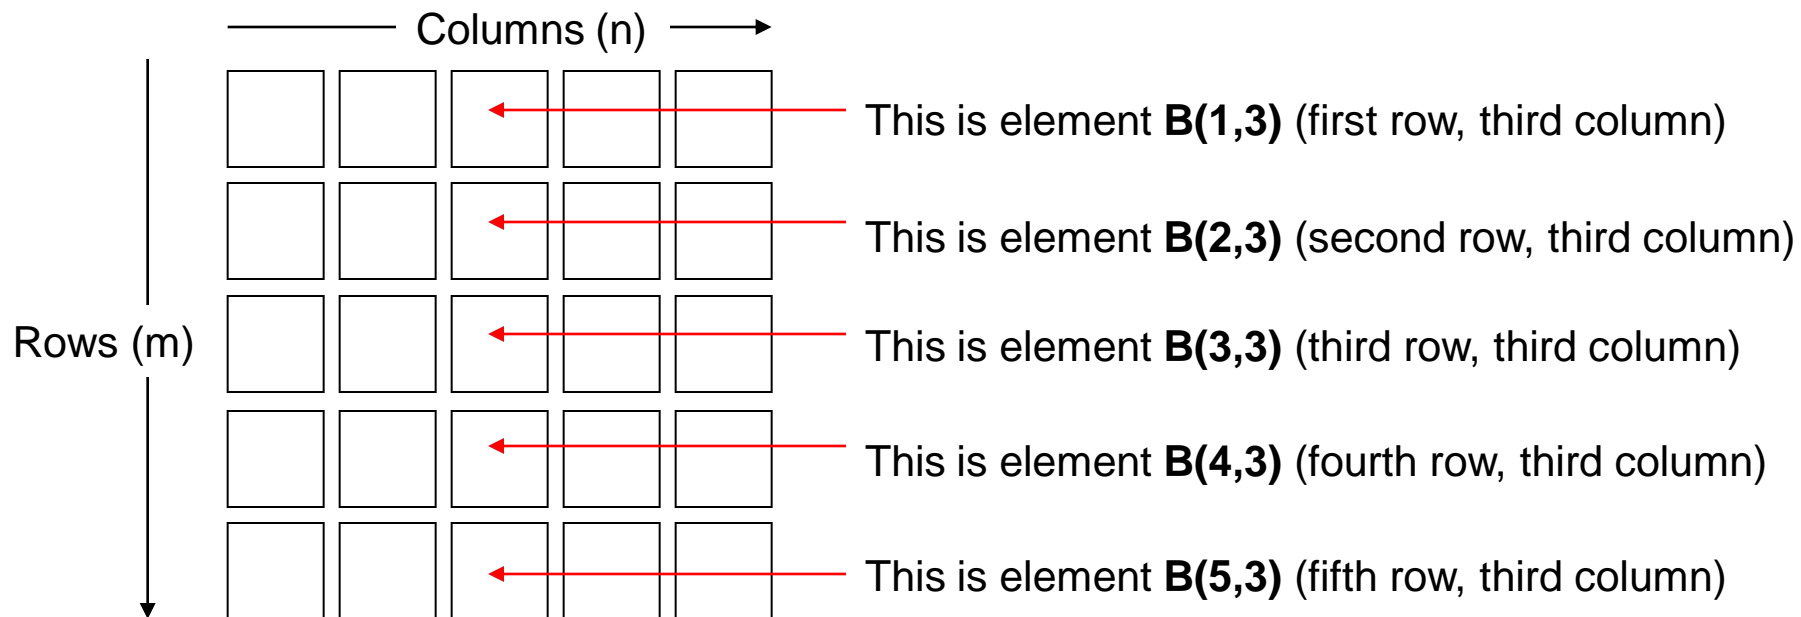 Columns (n)
This is element B(1,3) (first row, third column)
This is element B(2,3) (second row, third column)
Rows (m)
This is element B(3,3) (third row, third column)
This is element B(4,3) (fourth row, third column)
This is element B(5,3) (fifth row, third column)